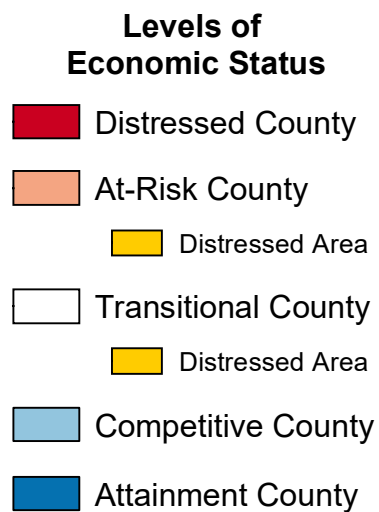 Levels of
Economic Status
Distressed County
At-Risk County
Distressed Area
Transitional County
Distressed Area
Competitive County
Attainment County